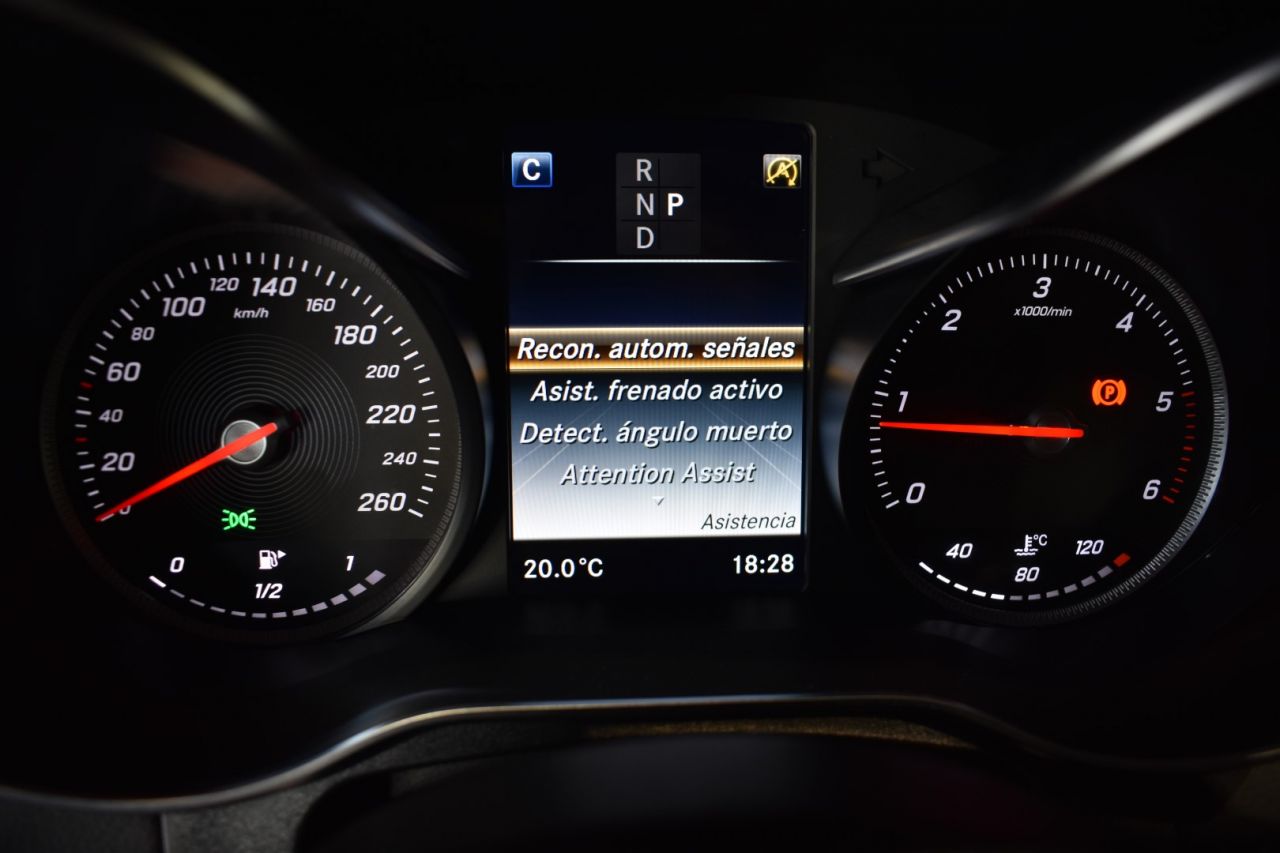 0
20
40
60
80
100
120
140
160
180
200
220
240
260
km/h
0
1/2
1
C
R
N P
D
A
Recon. autom. señales
Asist. frenado activo
Detect. ángulo muerto
Attention Assist
Asistencia
20.0°C
18:28
0
1
2
3
4
5
6
x1000/min
P
°C
40
80
120